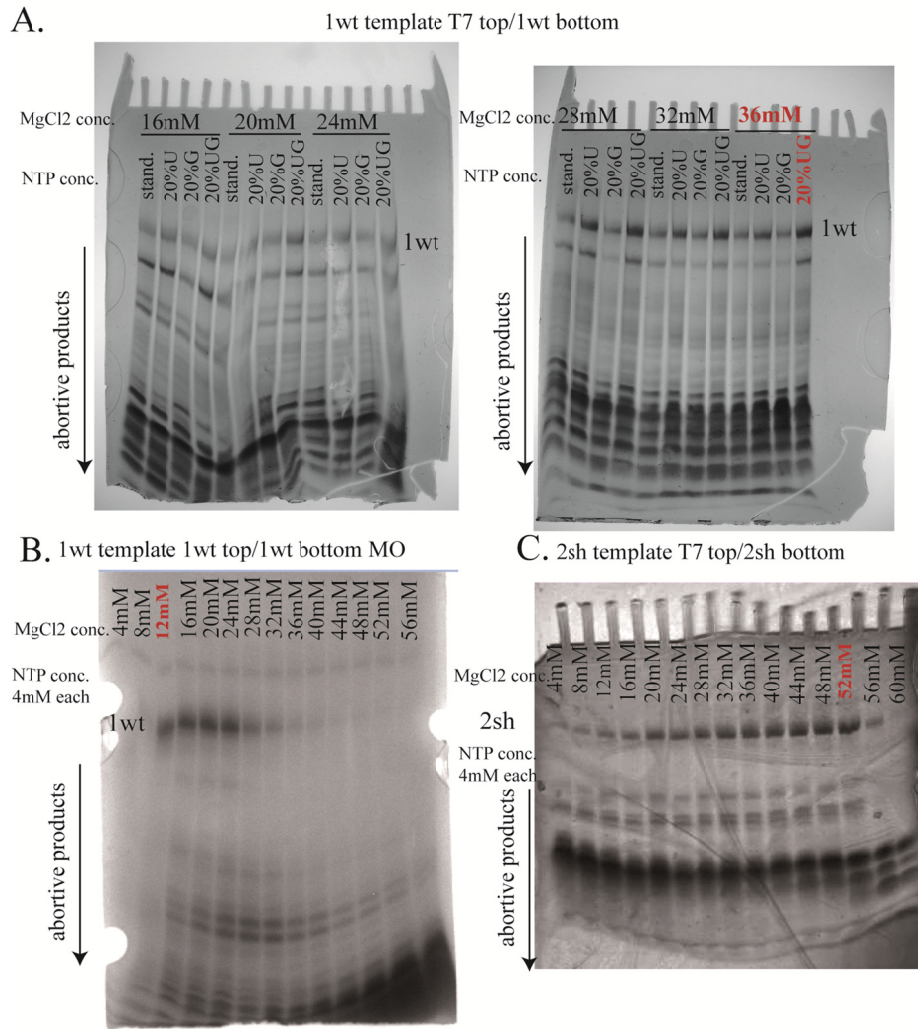 A.
1wt template T7 top/1wt bottom
MgCl2 conc.
16mM 20mM 24mM
NTP conc.
stand. 20%U 20%G 20%UG stand. 20%U 20%G 20%UG stand. 20%U 20%G 20%UG
1wt
abortive products
MgCl2 conc.
28mM 32mM 36mM
NTP conc.
stand. 20%U 20%G 20%UG stand. 20%U 20%G 20%UG stand. 20%U 20%G 20%UG
1wt
abortive products
B. 1wt template 1wt top/1wt bottom MO
MgCl2 conc.
4mM 8mM 12mM 16mM 20mM 24mM 28mM 32mM 36mM 40mM 44mM 48mM 52mM 56mM
NTP conc.
4mM each
1wt
abortive products
C. 2sh template T7 top/2sh bottom
MgCl2 conc.
4mM 8mM 12mM 16mM 20mM 24mM 28mM 32mM 36mM 40mM 44mM 48mM 52mM 56mM 60mM
2sh
NTP conc.
4mM each
abortive products